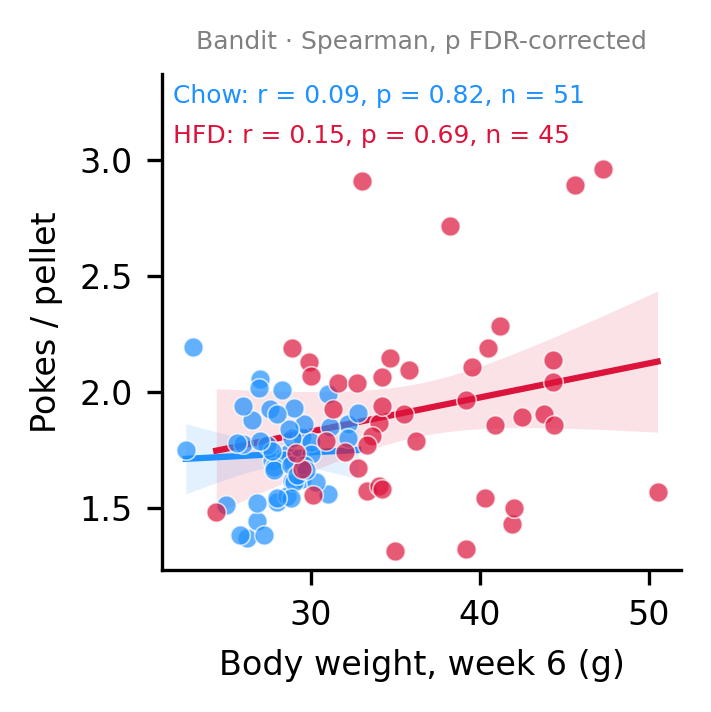 Bandit · Spearman, p FDR-corrected
Chow: r = 0.09, p = 0.82, n = 51
HFD: r = 0.15, p = 0.69, n = 45
3.0
2.5
2.0
1.5
Pokes / pellet
30 40 50
Body weight, week 6 (g)